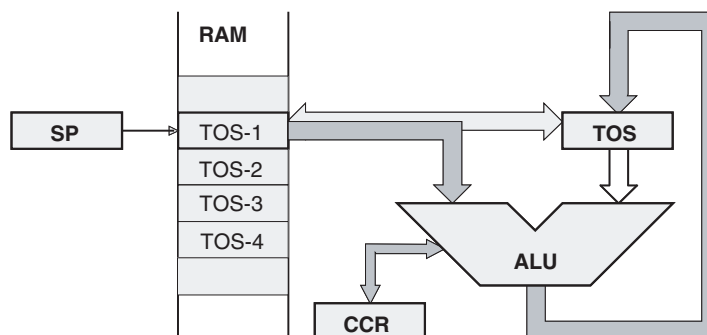 RAM
SP
TOS-1
TOS
TOS-2
TOS-3
TOS-4
ALU
CCR